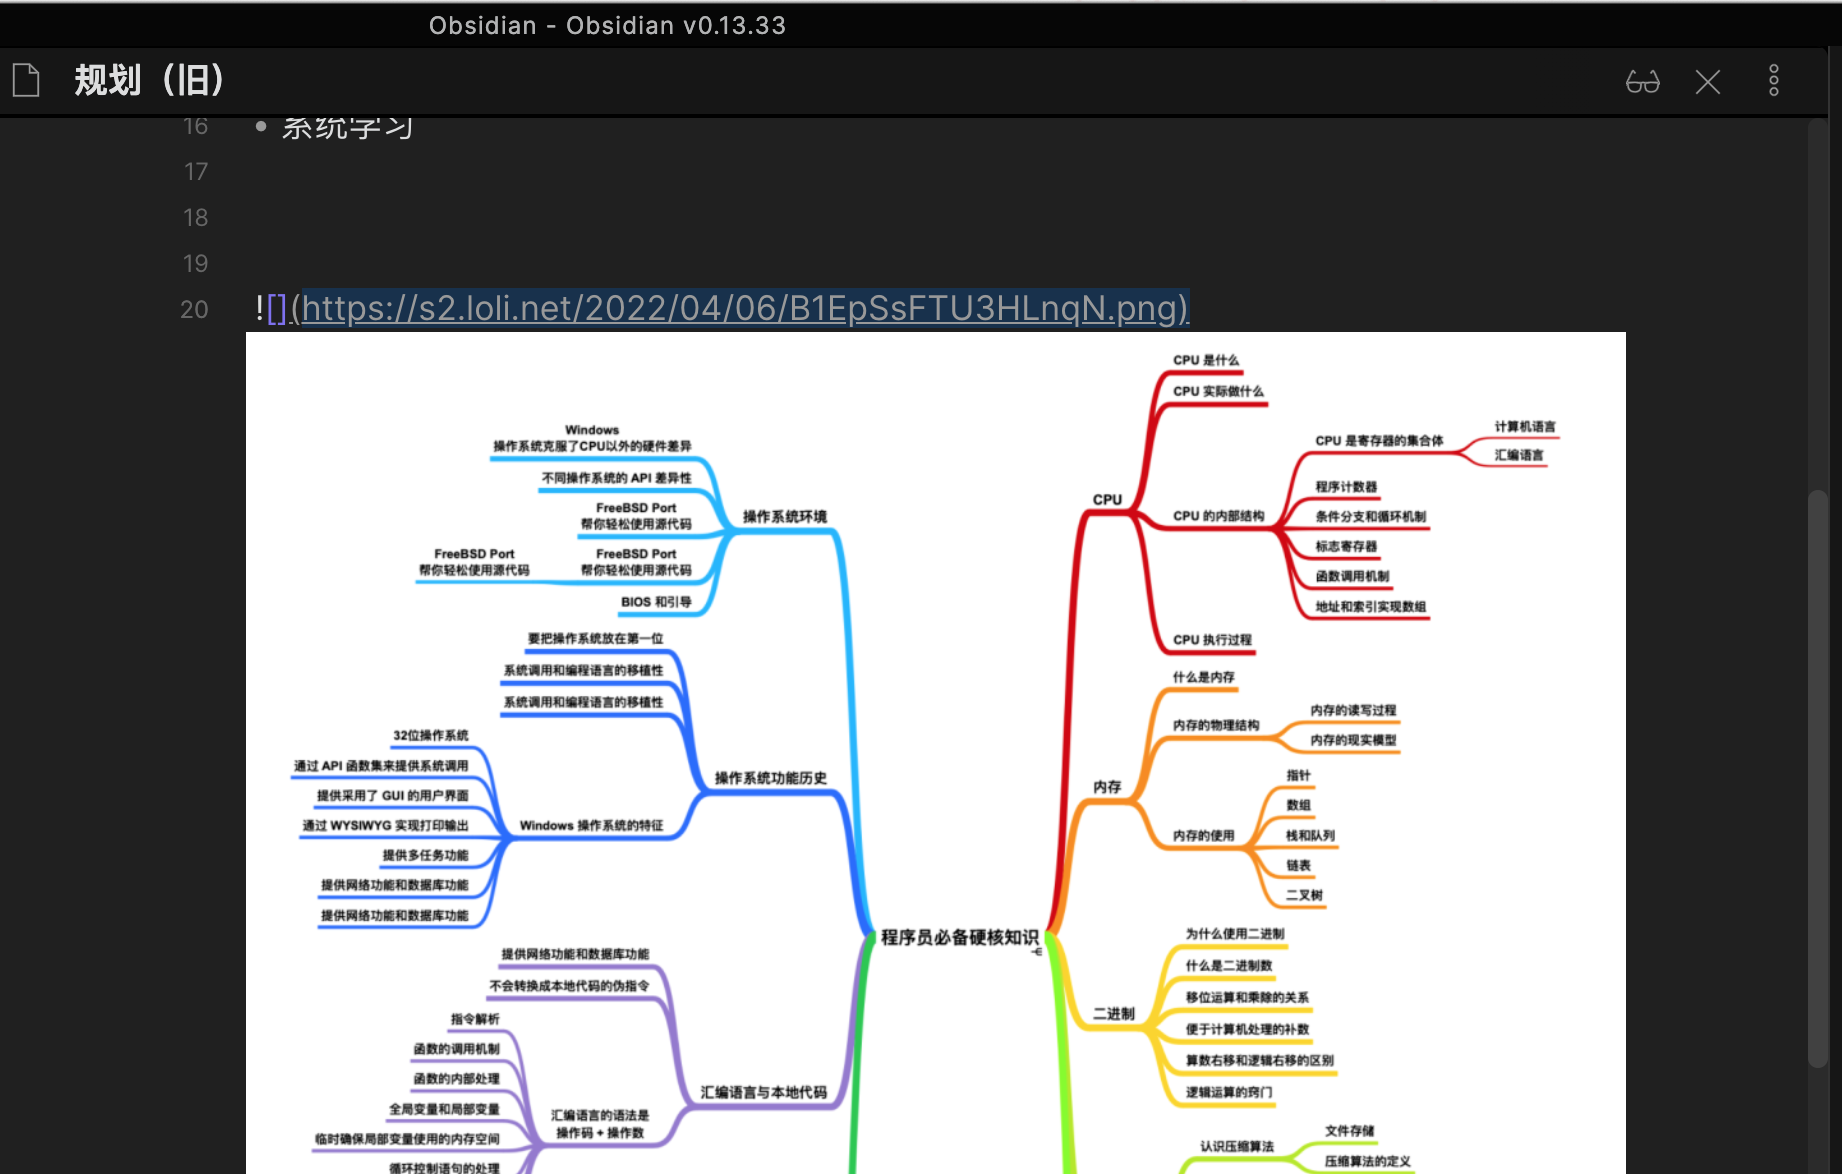 Obsidian - Obsidian v0.13.33
规划（旧）
16
系统学习
17
18
19
20
![](https://s2.loli.net/2022/04/06/B1EpSsFTU3HLnqN.png)
Windows
操作系统克服了CPU以外的硬件差异
不同操作系统的 API 差异性
FreeBSD Port
帮你轻松使用源代码
FreeBSD Port
帮你轻松使用源代码
FreeBSD Port
帮你轻松使用源代码
BIOS 和引导
操作系统环境
要把操作系统放在第一位
系统调用和编程语言的移植性
系统调用和编程语言的移植性
32位操作系统
通过 API 函数集来提供系统调用
提供采用了 GUI 的用户界面
通过 WYSIWYG 实现打印输出
提供多任务功能
提供网络功能和数据库功能
提供网络功能和数据库功能
Windows 操作系统的特征
操作系统功能历史
提供网络功能和数据库功能
不会转换成本地代码的伪指令
指令解析
函数的调用机制
函数的内部处理
全局变量和局部变量
临时确保局部变量使用的内存空间
循环控制语句的处理
汇编语言的语法是
操作码 + 操作数
汇编语言与本地代码
程序员必备硬核知识
CPU
CPU 是什么
CPU 实际做什么
CPU 的内部结构
CPU 是寄存器的集合体
计算机语言
汇编语言
程序计数器
条件分支和循环机制
标志寄存器
函数调用机制
地址和索引实现数组
CPU 执行过程
内存
什么是内存
内存的物理结构
内存的读写过程
内存的现实模型
内存的使用
指针
数组
栈和队列
链表
二叉树
二进制
为什么使用二进制
什么是二进制数
移位运算和乘除的关系
便于计算机处理的补数
算数右移和逻辑右移的区别
逻辑运算的窍门
认识压缩算法
文件存储
压缩算法的定义